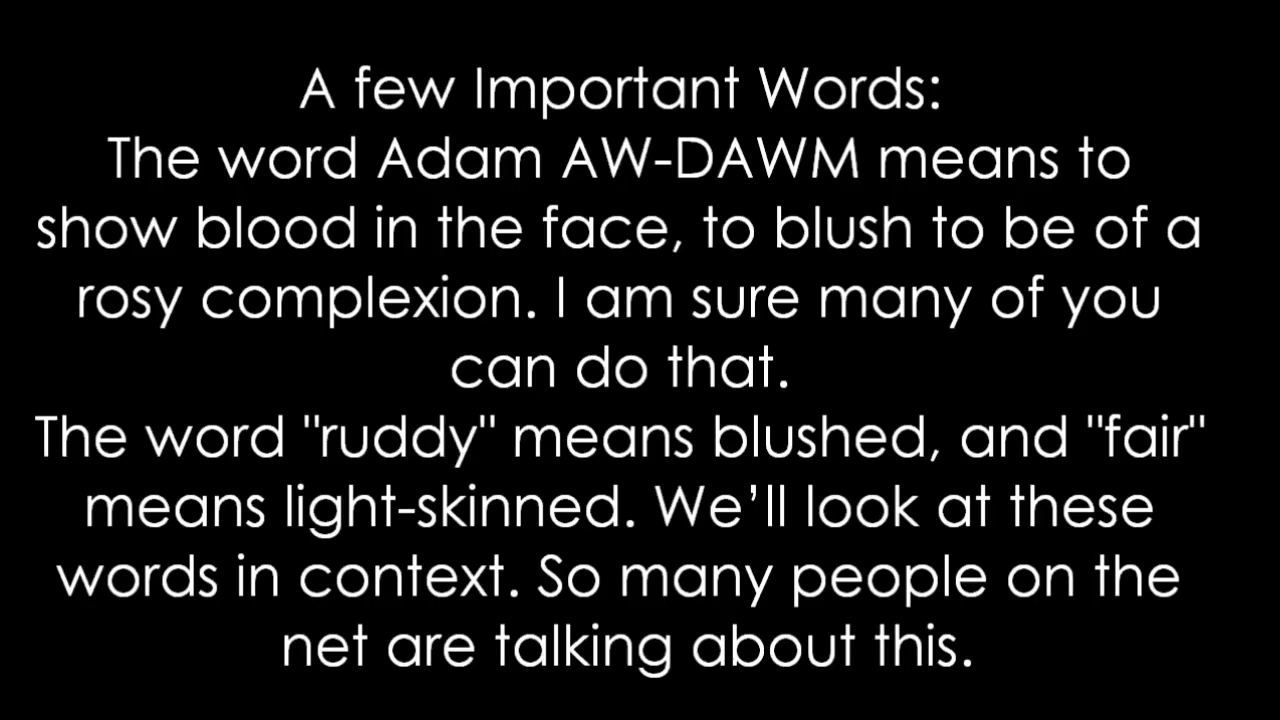 A few Important Words:
The word Adam AW-DAWM means to
show blood in the face, to blush to be of a
rosy complexion. I am sure many of you
can do that.
The word "ruddy" means blushed, and "fair"
means light-skinned. We’ll look at these
words in context. So many people on the
net are talking about this.